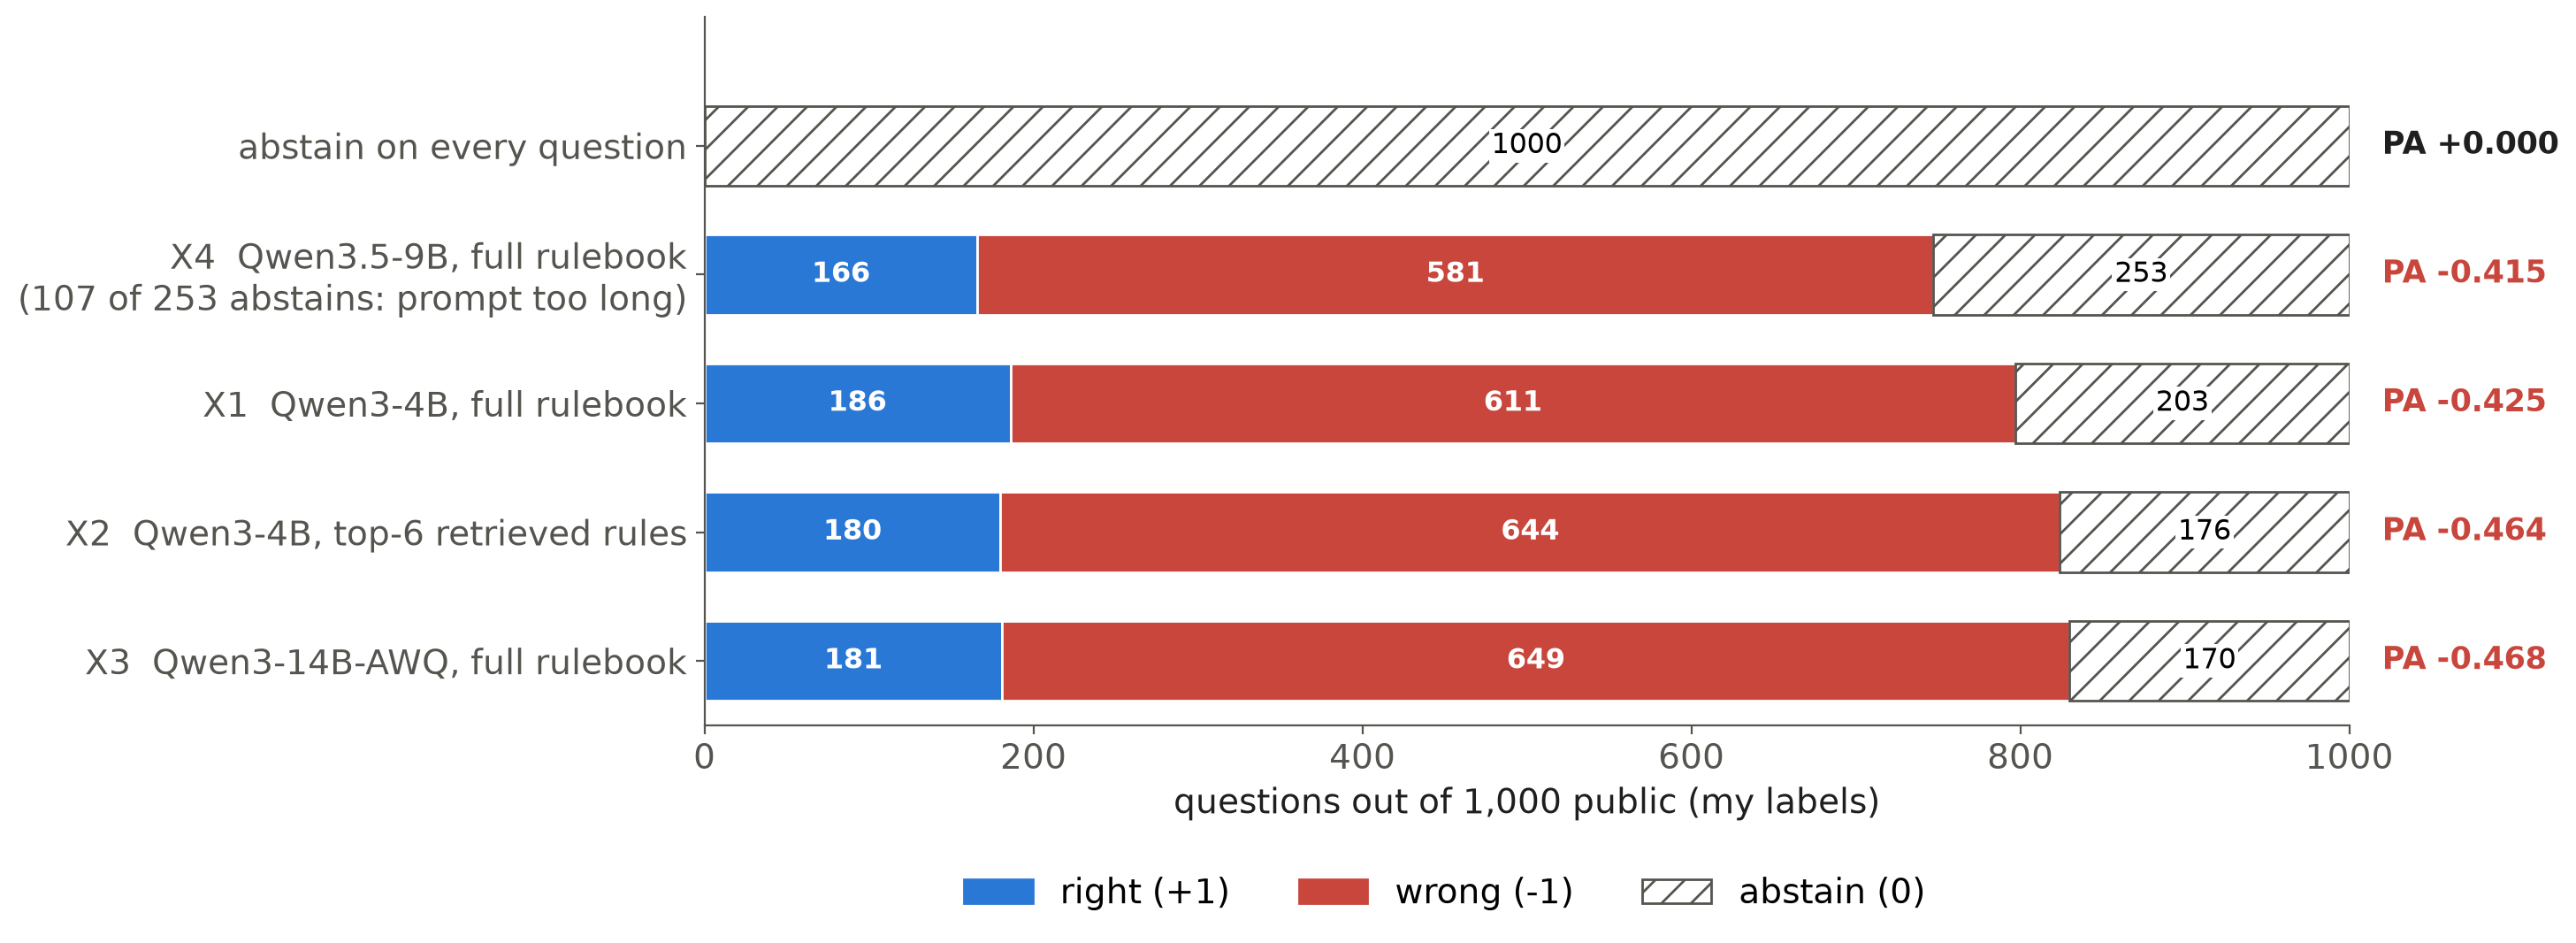 abstain on every question 1000 PA +0.000
X4 Qwen3.5-9B, full rulebook
(107 of 253 abstains: prompt too long) 166 581 253 PA -0.415
X1 Qwen3-4B, full rulebook 186 611 203 PA -0.425
X2 Qwen3-4B, top-6 retrieved rules 180 644 176 PA -0.464
X3 Qwen3-14B-AWQ, full rulebook 181 649 170 PA -0.468
0 200 400 600 800 1000
questions out of 1,000 public (my labels)
right (+1) wrong (-1) abstain (0)